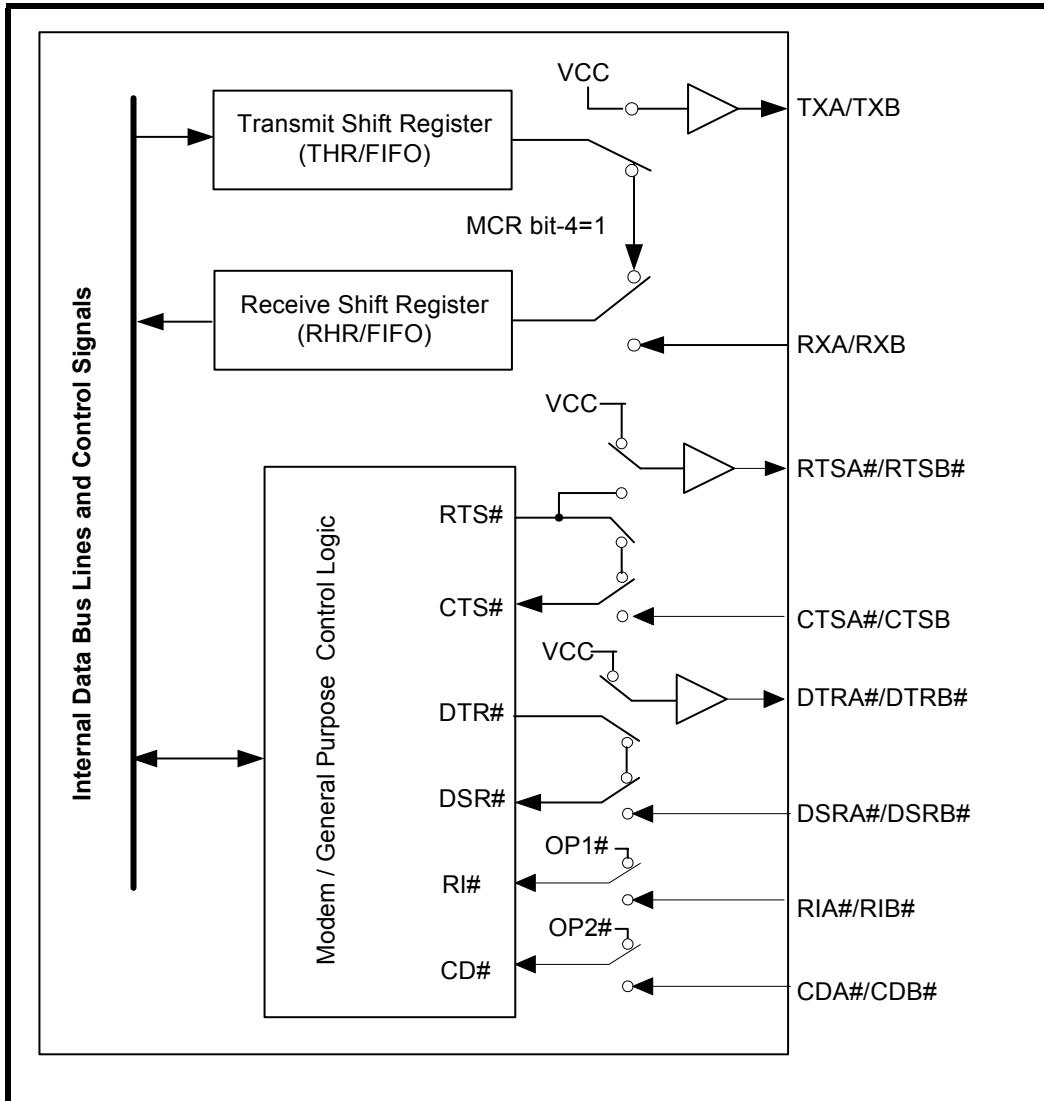 VCC
TXA/TXB
Transmit Shift Register
(THR/FIFO)
MCR bit-4=1
Receive Shift Register
(RHR/FIFO)
RXA/RXB
Internal Data Bus Lines and Control Signals
VCC
RTSA#/RTSB#
Modem / General Purpose Control Logic
RTS#
CTS#
CTSA#/CTSB
VCC
DTRA#/DTRB#
DTR#
DSR#
DSRA#/DSRB#
OP1#
RI#
RIA#/RIB#
OP2#
CD#
CDA#/CDB#